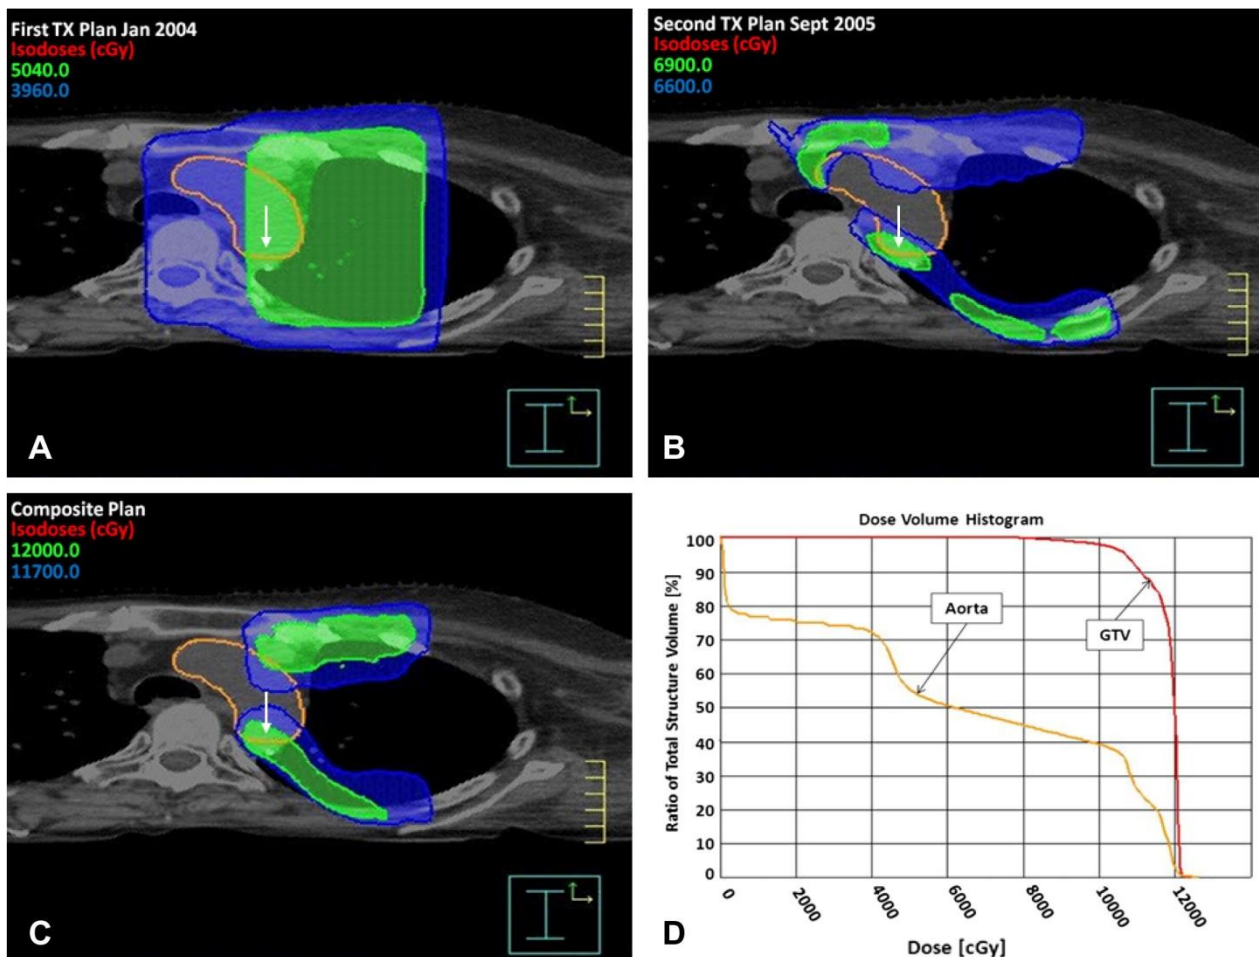 First TX Plan Jan 2004
Isodoses (cGy)
5040.0
3960.0
A
Second TX Plan Sept 2005
Isodoses (cGy)
6900.0
6600.0
B
Composite Plan
Isodoses (cGy)
12000.0
11700.0
C
Dose Volume Histogram
Ratio of Total Structure Volume [%]
100
90
80
70
60
50
40
30
20
10
0
Aorta
GTV
0
2000
4000
6000
8000
10000
12000
Dose [cGy]
D